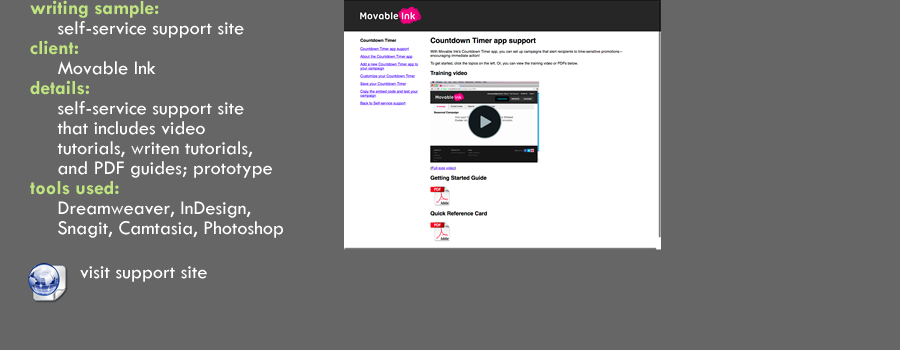 writing sample:
self-service support site
client:
Movable Ink
details:
self-service support site
that includes video
tutorials, writen tutorials,
and PDF guides; prototype
tools used:
Dreamweaver, InDesign,
Snagit, Camtasia, Photoshop
visit support site
Movable Ink
Countdown Timer
Countdown Timer app support
About the Countdown Timer app
Add a new Countdown Timer app to
your campaign
Customize your Countdown Timer
Save your Countdown Timer
Copy the embed code and test your
campaign
Back to Self-service support
Countdown Timer app support
With Movable Ink's Countdown Timer app, you can set up campaigns that alert recipients to time-sensitive promotions—
encouraging immediate action!
To get started, click the topics on the left. Or, you can view the training video or PDFs below.
Training video
Movable Ink
(Full-size video)
Getting Started Guide
PDF
Adobe
Quick Reference Card
PDF
Adobe